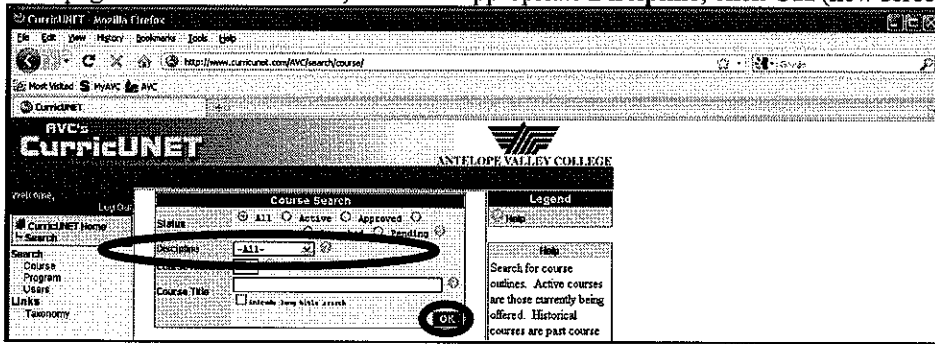 CurricUNET - Mozilla Firefox
File Edit View History Bookmarks Tools Help
http://www.curricunet.com/AVC/search/course/
Google
Most Visited MyAVC AVC
CurricUNET
AVC's
CurricUNET
ANTELOPE VALLEY COLLEGE
Welcome,
Log Out
CurricUNET Home
Search
Search
Course
Program
Users
Links
Taxonomy
Course Search
Status
All Active Approved
Pending
Discipline
-All-
Course Title
OK
Legend
Help
Help
Search for course
outlines. Active courses
are those currently being
offered. Historical
courses are past course